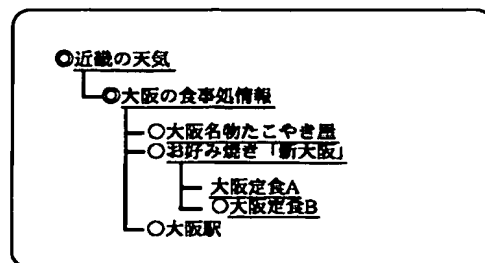 ◎近畿の天気
◎大阪の食事処情報
○大阪名物たこやき屋
○お好み焼き「新大阪」
大阪定食A
○大阪定食B
○大阪駅